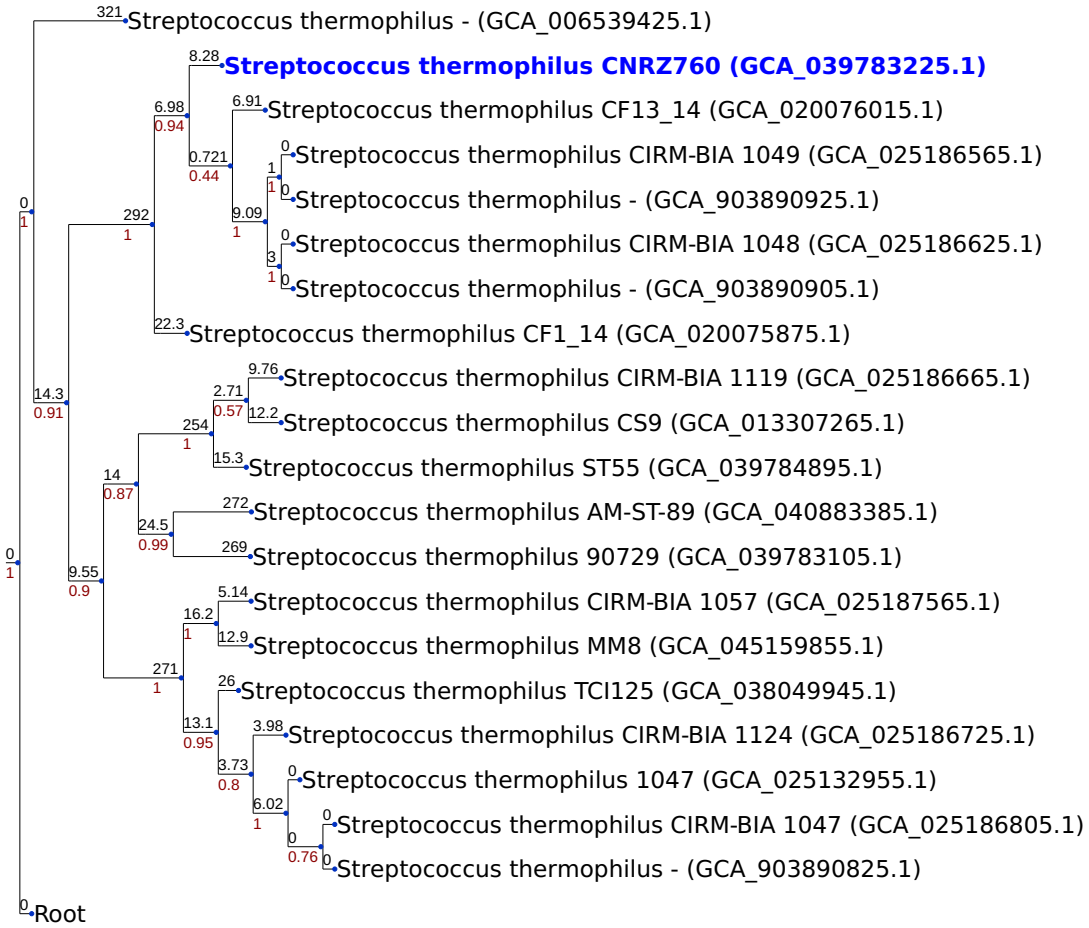 321 Streptococcus thermophilus - (GCA_006539425.1)
8.28 Streptococcus thermophilus CNRZ760 (GCA_039783225.1)
6.98 6.91 Streptococcus thermophilus CF13_14 (GCA_020076015.1)
0.94
0.721 0 Streptococcus thermophilus CIRM-BIA 1049 (GCA_025186565.1)
0.44 1
1
0 292 9.09 0 Streptococcus thermophilus - (GCA_903890925.1)
1 1 1
0 Streptococcus thermophilus CIRM-BIA 1048 (GCA_025186625.1)
3
1
0 Streptococcus thermophilus - (GCA_903890905.1)
22.3 Streptococcus thermophilus CF1_14 (GCA_020075875.1)
9.76 Streptococcus thermophilus CIRM-BIA 1119 (GCA_025186665.1)
14.3 2.71
0.91 0.57
254 12.2 Streptococcus thermophilus CS9 (GCA_013307265.1)
1
15.3 Streptococcus thermophilus ST55 (GCA_039784895.1)
14
0.87
272 Streptococcus thermophilus AM-ST-89 (GCA_040883385.1)
24.5
0.99
0 269 Streptococcus thermophilus 90729 (GCA_039783105.1)
1
9.55
0.9
5.14 Streptococcus thermophilus CIRM-BIA 1057 (GCA_025187565.1)
16.2
1
12.9 Streptococcus thermophilus MM8 (GCA_045159855.1)
271
1
26 Streptococcus thermophilus TCI125 (GCA_038049945.1)
13.1
0.95
3.98 Streptococcus thermophilus CIRM-BIA 1124 (GCA_025186725.1)
3.73
0.8
0 Streptococcus thermophilus 1047 (GCA_025132955.1)
6.02
1
0 Streptococcus thermophilus CIRM-BIA 1047 (GCA_025186805.1)
0
0.76
0 Streptococcus thermophilus - (GCA_903890825.1)
0 Root